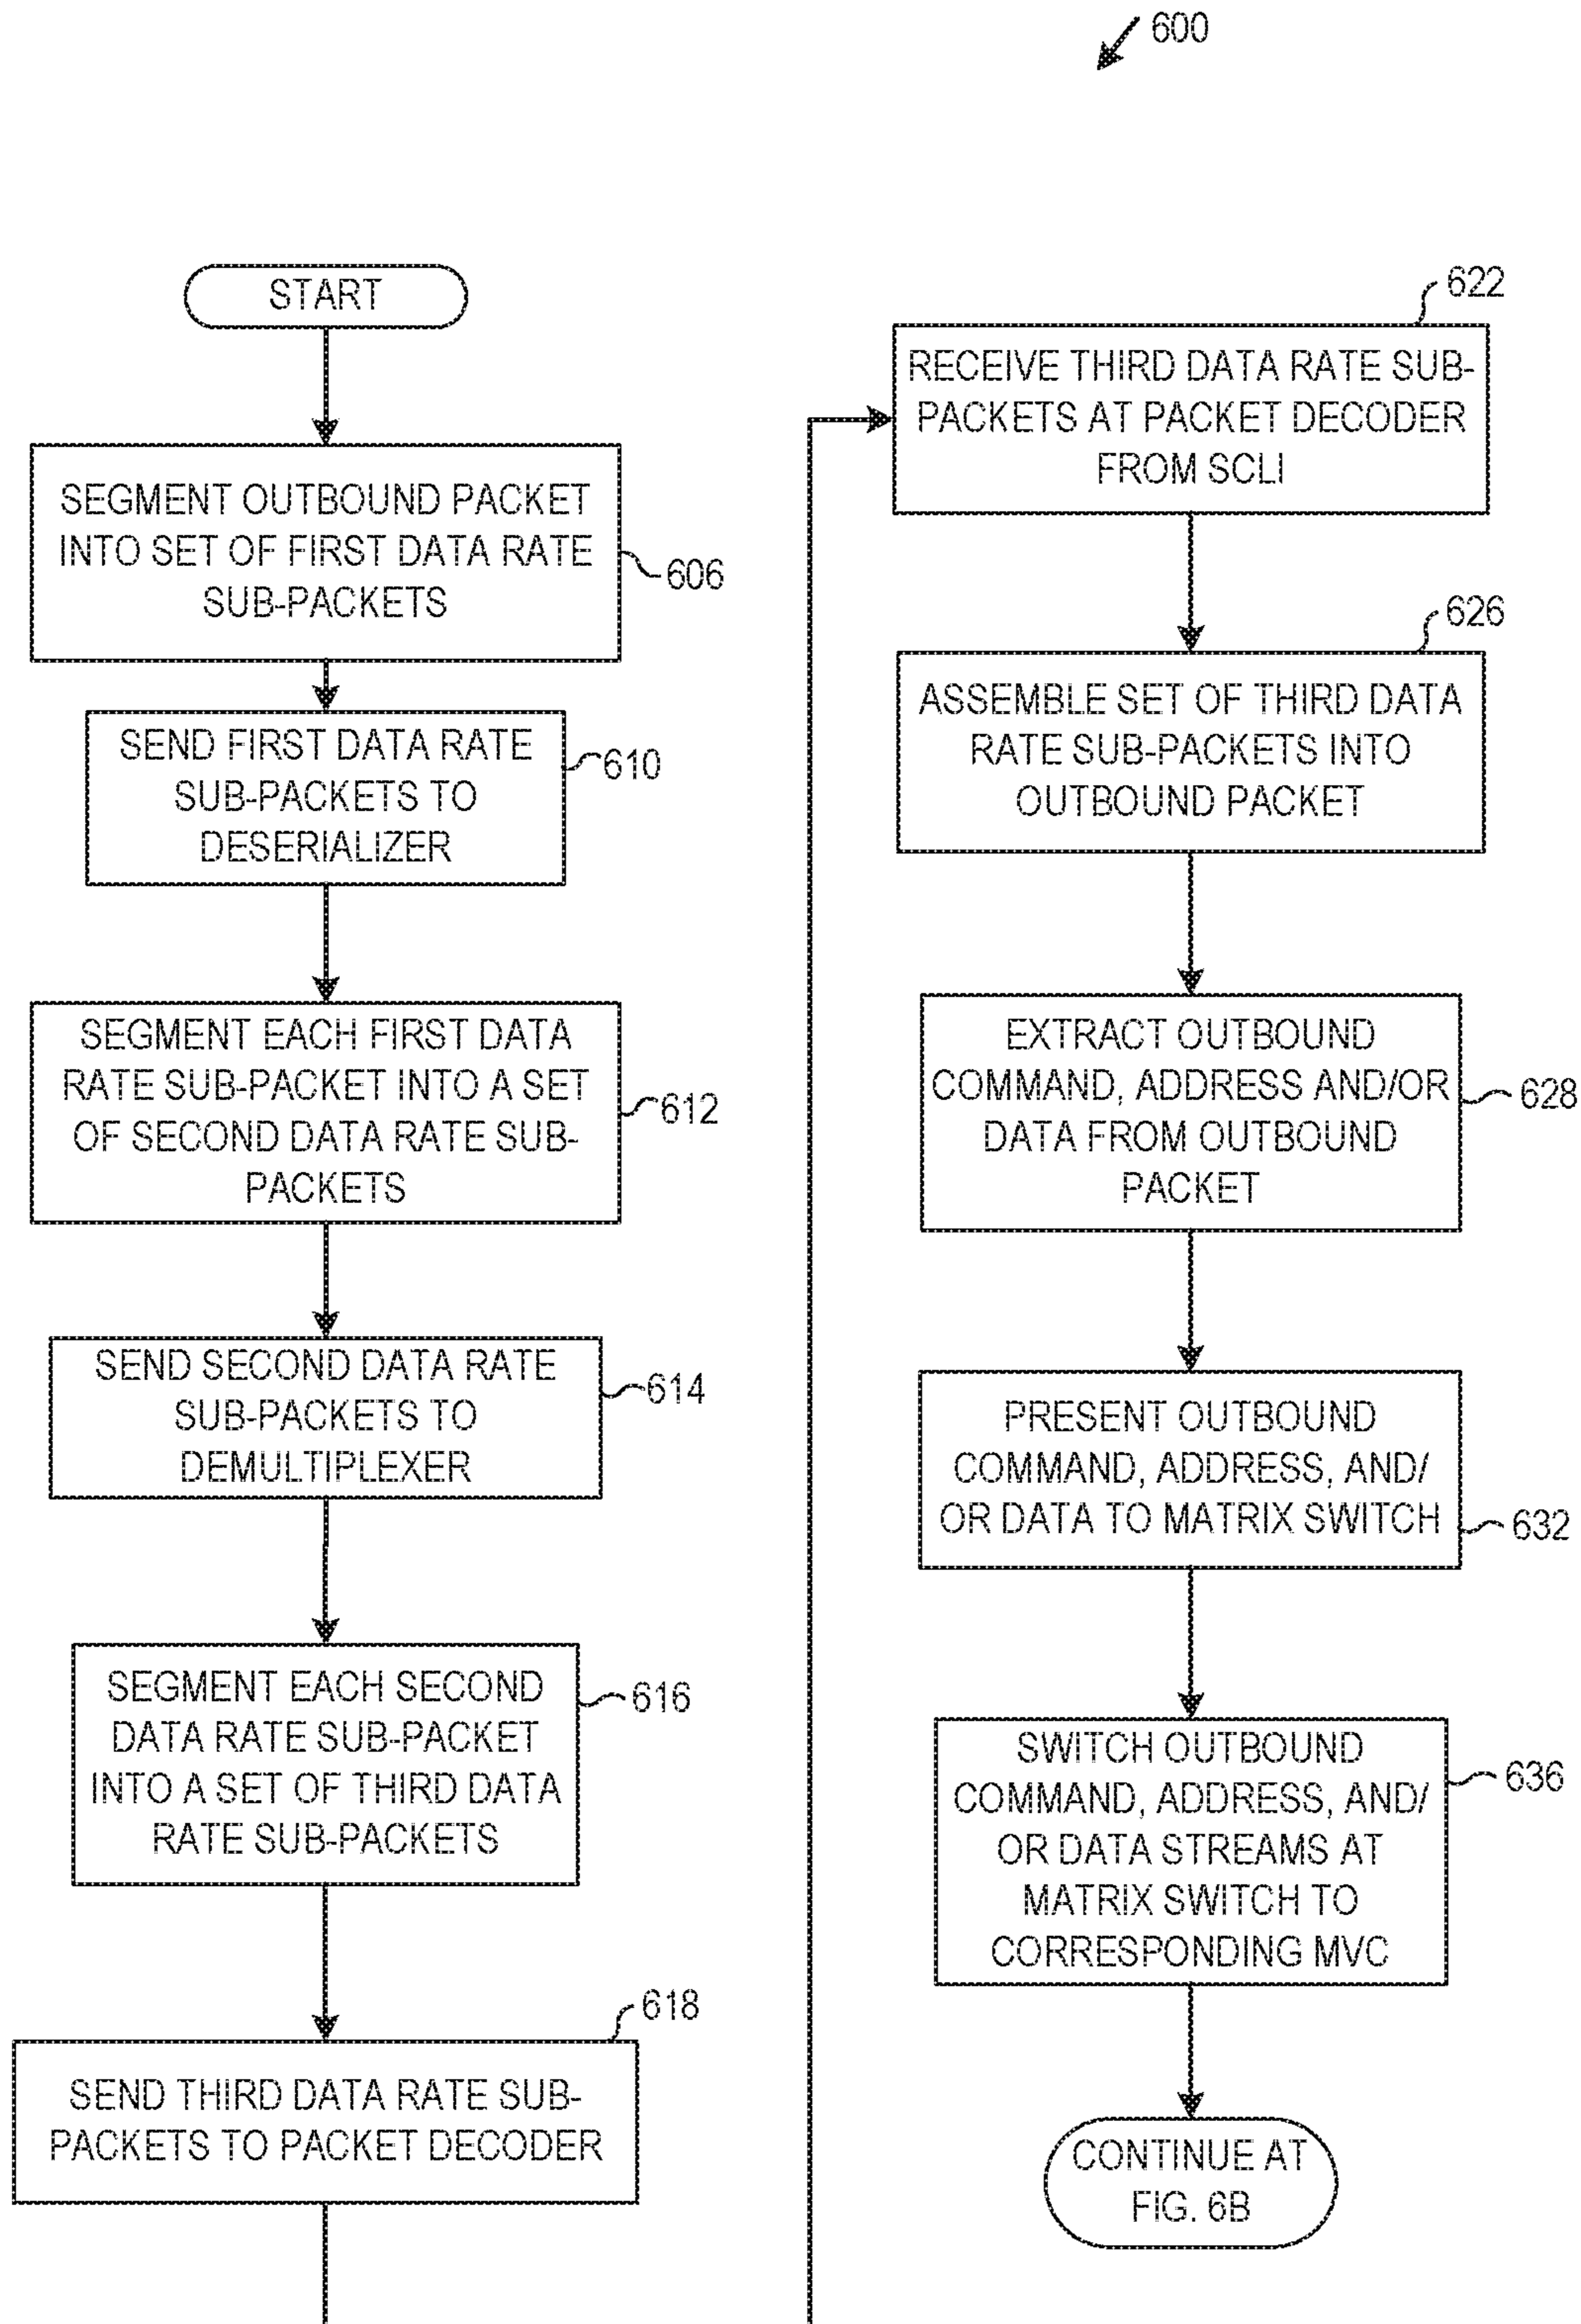 600
START
SEGMENT OUTBOUND PACKET
INTO SET OF FIRST DATA RATE
SUB-PACKETS
606
SEND FIRST DATA RATE
SUB-PACKETS TO
DESERIALIZER
610
SEGMENT EACH FIRST DATA
RATE SUB-PACKET INTO A SET
OF SECOND DATA RATE SUB-
PACKETS
612
SEND SECOND DATA RATE
SUB-PACKETS TO
DEMULTIPLEXER
614
SEGMENT EACH SECOND
DATA RATE SUB-PACKET
INTO A SET OF THIRD DATA
RATE SUB-PACKETS
616
618
SEND THIRD DATA RATE SUB-
PACKETS TO PACKET DECODER
622
RECEIVE THIRD DATA RATE SUB-
PACKETS AT PACKET DECODER
FROM SCLI
626
ASSEMBLE SET OF THIRD DATA
RATE SUB-PACKETS INTO
OUTBOUND PACKET
EXTRACT OUTBOUND
COMMAND, ADDRESS AND/OR
DATA FROM OUTBOUND
PACKET
628
PRESENT OUTBOUND
COMMAND, ADDRESS, AND/
OR DATA TO MATRIX SWITCH
632
SWITCH OUTBOUND
COMMAND, ADDRESS, AND/
OR DATA STREAMS AT
MATRIX SWITCH TO
CORRESPONDING MVC
636
CONTINUE AT
FIG. 6B